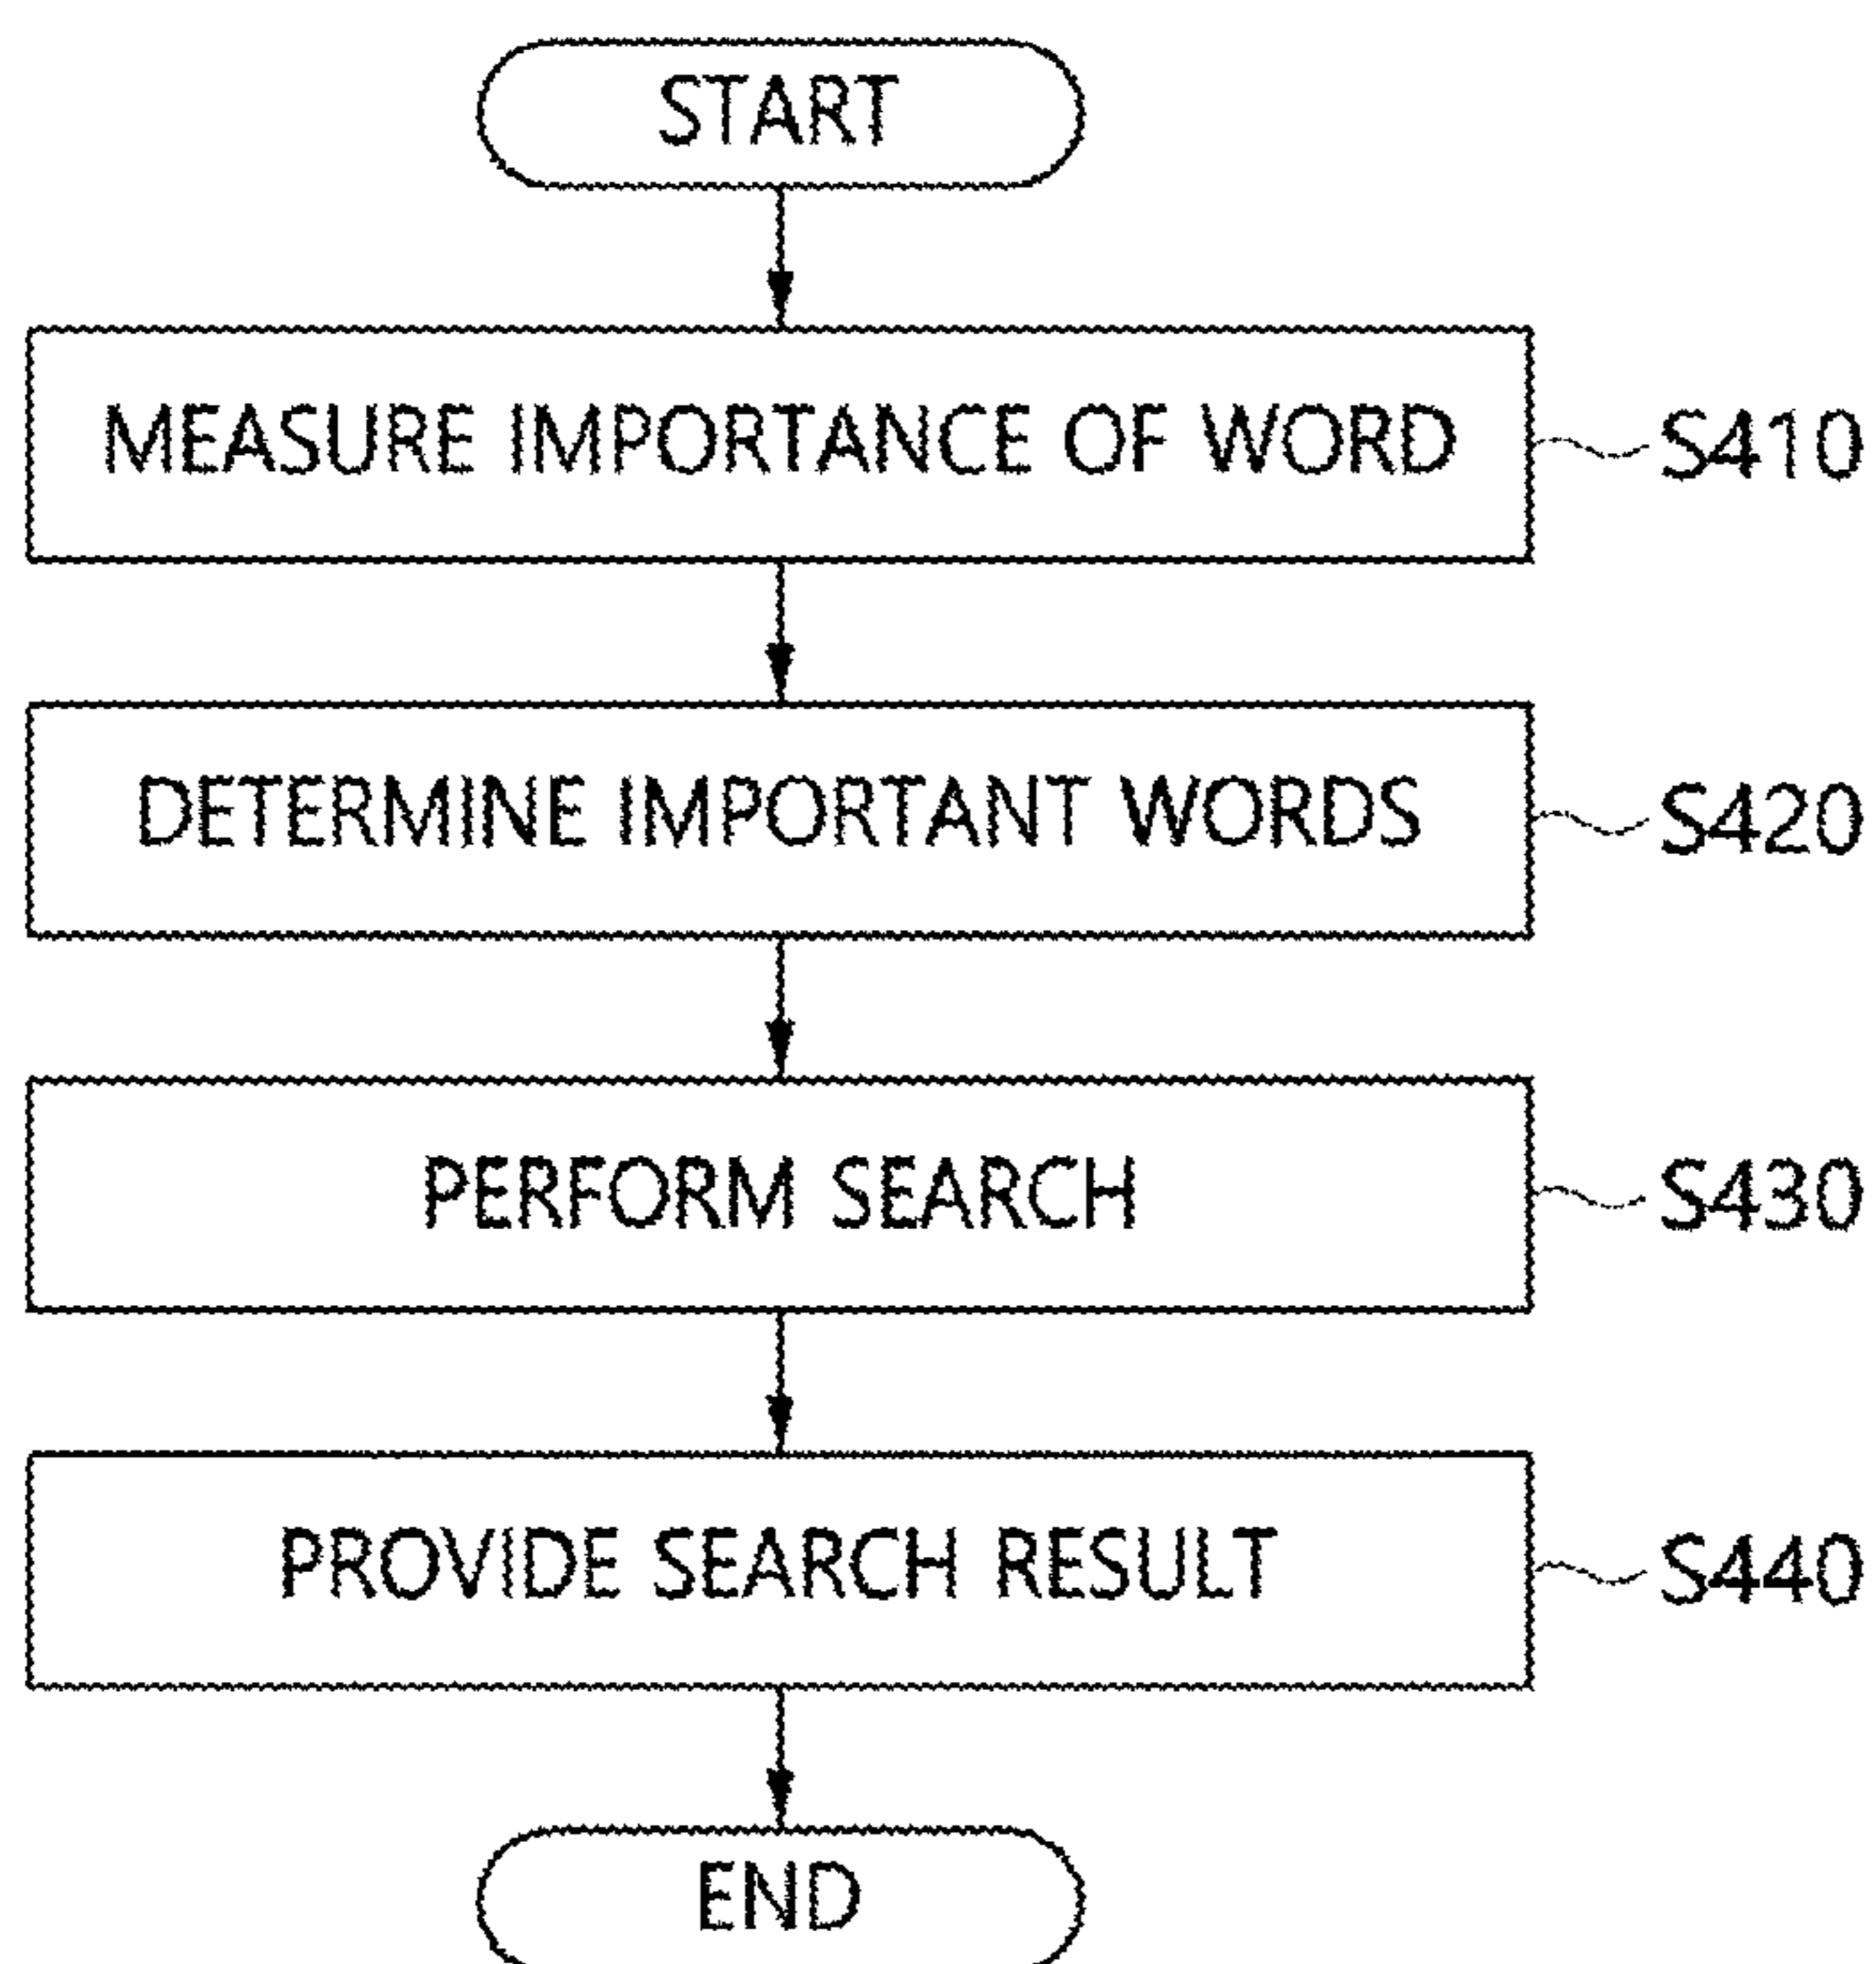 START
MEASURE IMPORTANCE OF WORD
S410
DETERMINE IMPORTANT WORDS
S420
PERFORM SEARCH
S430
PROVIDE SEARCH RESULT
S440
END